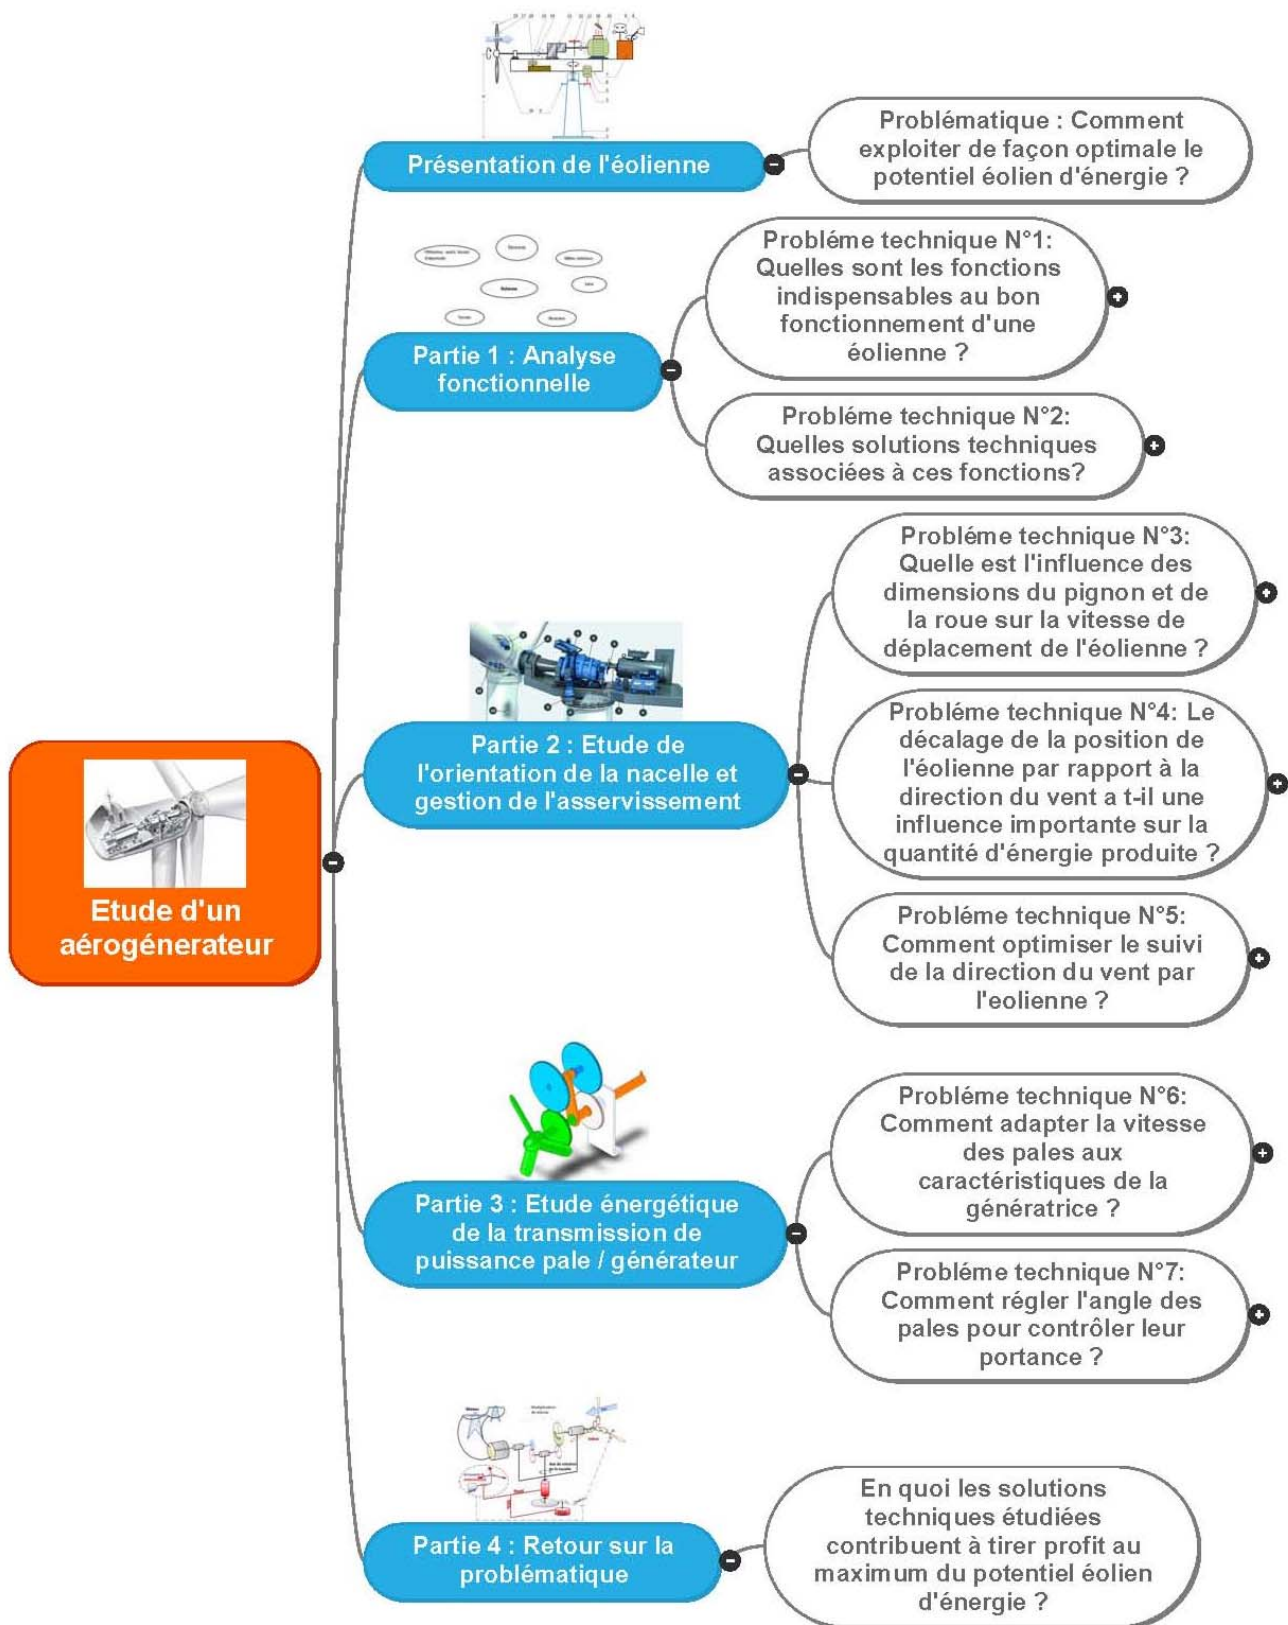 Présentation de l'éolienne
Problématique : Comment
exploiter de façon optimale le
potentiel éolien d'énergie ?
Partie 1 : Analyse
fonctionnelle
Probléme technique N°1:
Quelles sont les fonctions
indispensables au bon
fonctionnement d'une
éolienne ?
Probléme technique N°2:
Quelles solutions techniques
associées à ces fonctions?
Etude d'un
aérogénerateur
Partie 2 : Etude de
l'orientation de la nacelle et
gestion de l'asservissement
Probléme technique N°3:
Quelle est l'influence des
dimensions du pignon et de
la roue sur la vitesse de
déplacement de l'éolienne ?
Probléme technique N°4: Le
décalage de la position de
l'éolienne par rapport à la
direction du vent a t-il une
influence importante sur la
quantité d'énergie produite ?
Probléme technique N°5:
Comment optimiser le suivi
de la direction du vent par
l'eolienne ?
Partie 3 : Etude énergétique
de la transmission de
puissance pale / générateur
Probléme technique N°6:
Comment adapter la vitesse
des pales aux
caractéristiques de la
génératrice ?
Probléme technique N°7:
Comment régler l'angle des
pales pour contrôler leur
portance ?
Partie 4 : Retour sur la
problématique
En quoi les solutions
techniques étudiées
contribuent à tirer profit au
maximum du potentiel éolien
d'énergie ?